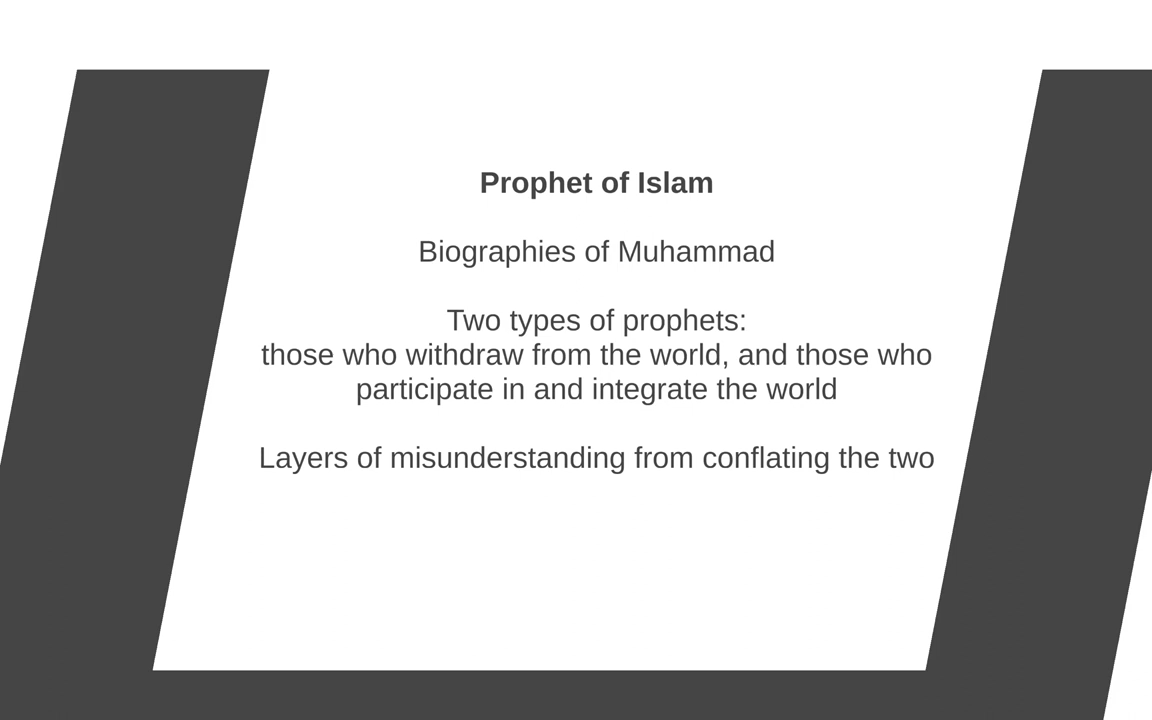 Prophet of Islam
Biographies of Muhammad
Two types of prophets:
those who withdraw from the world, and those who
participate in and integrate the world
Layers of misunderstanding from conflating the two